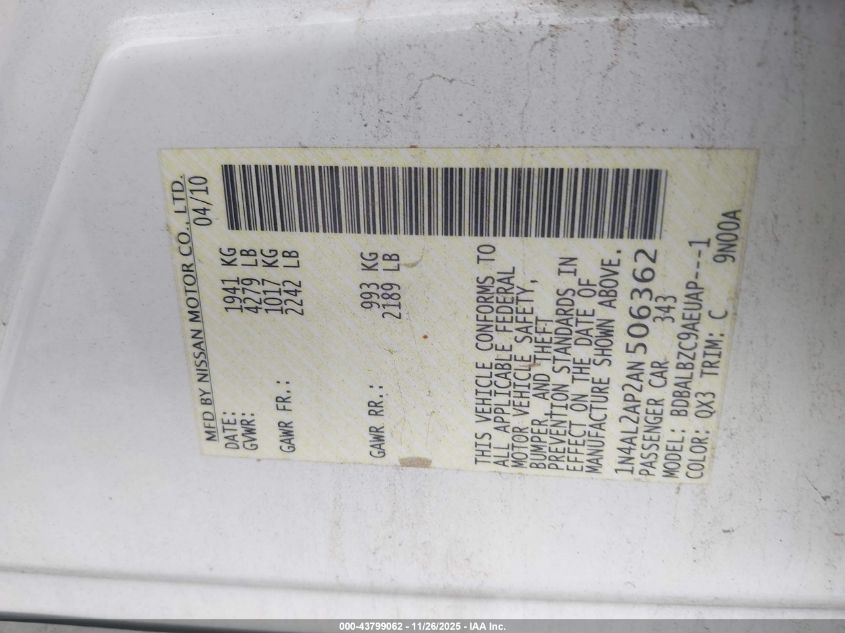 MFD BY NISSAN MOTOR CO., LTD.
DATE: 04/10
GVWR: 1941 KG
4279 LB
GAWR FR.: 1017 KG
2242 LB
GAWR RR.: 993 KG
2189 LB
THIS VEHICLE CONFORMS TO
ALL APPLICABLE FEDERAL
MOTOR VEHICLE SAFETY,
BUMPER, AND THEFT
PREVENTION STANDARDS IN
EFFECT ON THE DATE OF
MANUFACTURE SHOWN ABOVE.
1N4AL2AP2AN506362
PASSENGER CAR 343
MODEL: BDBALBZC9AEUAP---1
COLOR: QX3 TRIM: C 9N00A
000-43799062 - 11/26/2025 - IAA Inc.